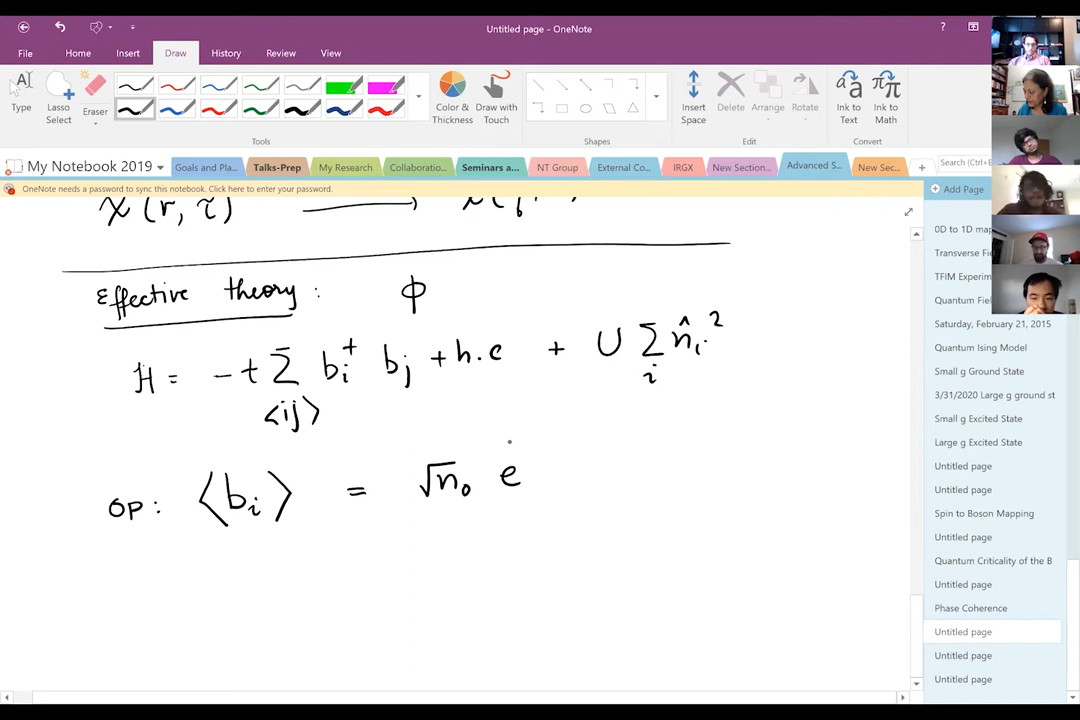 Untitled page - OneNote
?
File Home Insert Draw History Review View
Type
Lasso Select
Eraser
Color & Thickness
Draw with Touch
Insert Space
Delete
Arrange
Rotate
Ink to Text
Ink to Math
Tools
Shapes
Edit
Convert
My Notebook 2019
Goals and Pla...
Talks-Prep
My Research
Collaboratio...
Seminars a...
NT Group
External Co...
IRGX
New Section...
Advanced S...
New Sec...
+
Search (Ctrl+E
OneNote needs a password to sync this notebook. Click here to enter your password.
Add Page
χ(r, τ) ⟶
Effective theory : ϕ
H = - t Σ b_i^† b_j + h.c + U Σ n̂_i^2
<ij> i
OP : ⟨b_i⟩ = √n_0 e
0D to 1D map
Transverse Fi
TFIM Experim
Quantum Fiel
Saturday, February 21, 2015
Quantum Ising Model
Small g Ground State
3/31/2020 Large g ground st
Small g Excited State
Large g Excited State
Untitled page
Untitled page
Spin to Boson Mapping
Untitled page
Quantum Criticality of the B
Untitled page
Phase Coherence
Untitled page
Untitled page
Untitled page